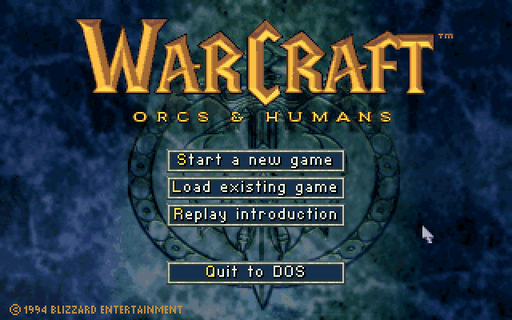 WARCRAFT™
ORCS & HUMANS
Start a new game
Load existing game
Replay introduction
Quit to DOS
© 1994 BLIZZARD ENTERTAINMENT